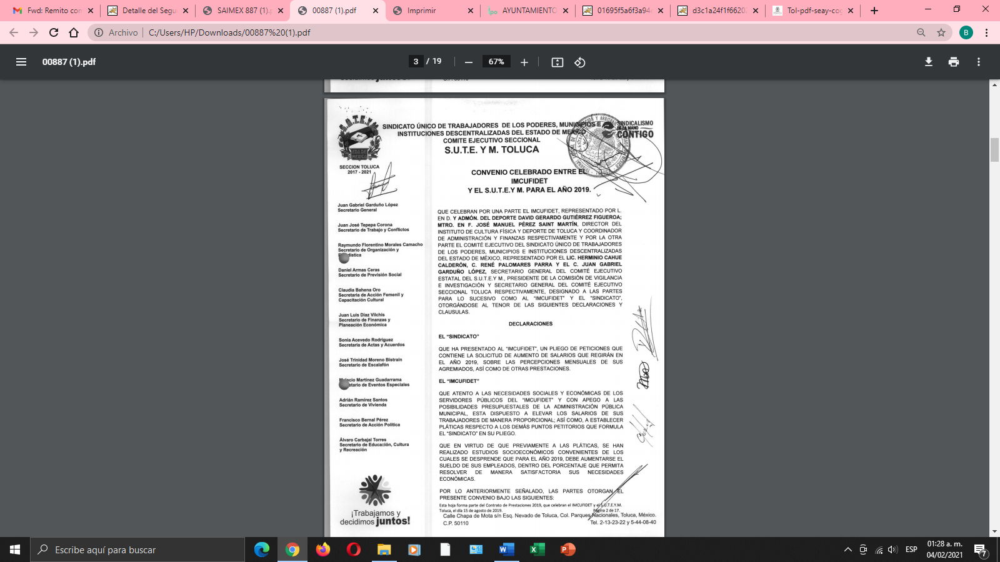 Fwd: Remito con
Detalle del Segu
SAIMEX 887 (1).p
00887 (1).pdf
Imprimir
AYUNTAMIENTO
01695f5a6f3a94
d3c1a24f1f6620
Tol-pdf-seay-cog
Archivo
C:/Users/HP/Downloads/00887%20(1).pdf
B
00887 (1).pdf
3 / 19
67%
C.P. 50110
SINDICATO ÚNICO DE TRABAJADORES DE LOS PODERES, MUNICIPIOS E
INSTITUCIONES DESCENTRALIZADAS DEL ESTADO DE MÉXICO
COMITE EJECUTIVO SECCIONAL
S.U.T.E. Y M. TOLUCA
SINDICALISMO
DE LA MANO
CONTIGO
S.U.T.E.Y.M.
EDO. DE
MEXICO
SECCION TOLUCA
2017 - 2021
CONVENIO CELEBRADO ENTRE EL
IMCUFIDET
Y EL S.U.T.E.Y M. PARA EL AÑO 2019.
Juan Gabriel Garduño López
Secretario General
Juan José Tepepa Corona
Secretario de Trabajo y Conflictos
Raymundo Florentino Morales Camacho
Secretario de Organización y
Daniel Armas Ceras
Secretario de Previsión Social
Claudia Bahena Oro
Secretaria de Acción Femenil y
Capacitación Cultural
Juan Luis Díaz Vilchis
Secretario de Finanzas y
Planeación Económica
Sonia Acevedo Rodríguez
Secretaria de Actas y Acuerdos
José Trinidad Moreno Bistrain
Secretario de Escalafón
Martínez Guadarrama
de Eventos Especiales
Adrián Ramírez Santos
Secretario de Vivienda
Francisco Bernal Pérez
Secretario de Acción Política
Álvaro Carbajal Torres
Secretario de Educación, Cultura
y Recreación
¡Trabajamos y
decidimos juntos!
QUE CELEBRAN POR UNA PARTE EL IMCUFIDET, REPRESENTADO POR L.
EN D. Y ADMÓN. DEL DEPORTE DAVID GERARDO GUTIÉRREZ FIGUEROA;
MTRO. EN F. JOSÉ MANUEL PÉREZ SAINT MARTÍN, DIRECTOR DEL
INSTITUTO DE CULTURA FÍSICA Y DEPORTE DE TOLUCA Y COORDINADOR
DE ADMINISTRACIÓN Y FINANZAS RESPECTIVAMENTE Y POR LA OTRA
PARTE EL COMITÉ EJECUTIVO DEL SINDICATO ÚNICO DE TRABAJADORES
DE LOS PODERES, MUNICIPIOS E INSTITUCIONES DESCENTRALIZADAS
DEL ESTADO DE MÉXICO, REPRESENTADO POR EL LIC. HERMINIO CAHUE
CALDERÓN, C. RENÉ PALOMARES PARRA Y EL C. JUAN GABRIEL
GARDUÑO LÓPEZ, SECRETARIO GENERAL DEL COMITÉ EJECUTIVO
ESTATAL DEL S.U.T.E.Y M., PRESIDENTE DE LA COMISIÓN DE VIGILANCIA
E INVESTIGACIÓN Y SECRETARIO GENERAL DEL COMITÉ EJECUTIVO
SECCIONAL TOLUCA RESPECTIVAMENTE, DESIGNADO A LAS PARTES
PARA LO SUCESIVO COMO AL "IMCUFIDET" Y EL "SINDICATO",
OTORGÁNDOSE AL TENOR DE LAS SIGUIENTES DECLARACIONES Y
CLAUSULAS.
DECLARACIONES
EL "SINDICATO"
QUE HA PRESENTADO AL "IMCUFIDET", UN PLIEGO DE PETICIONES QUE
CONTIENE LA SOLICITUD DE AUMENTO DE SALARIOS QUE REGIRÁN EN
EL AÑO 2019, SOBRE LAS PERCEPCIONES MENSUALES DE SUS
AGREMIADOS, ASÍ COMO DE OTRAS PRESTACIONES.
EL "IMCUFIDET"
QUE ATENTO A LAS NECESIDADES SOCIALES Y ECONÓMICAS DE LOS
SERVIDORES PÚBLICOS DEL "IMCUFIDET" Y CON APEGO A LAS
POSIBILIDADES PRESUPUESTALES DE LA ADMINISTRACIÓN PÚBLICA
MUNICIPAL, ESTA DISPUESTO A ELEVAR LOS SALARIOS DE SUS
TRABAJADORES DE MANERA PROPORCIONAL; ASÍ COMO, A ESTABLECER
PLÁTICAS RESPECTO A LOS DEMÁS PUNTOS PETITORIOS QUE FORMULA
EL "SINDICATO" EN SU PLIEGO.
QUE EN VIRTUD DE QUE PREVIAMENTE A LAS PLÁTICAS, SE HAN
REALIZADO ESTUDIOS SOCIOECONÓMICOS CONVENIENTES DE LOS
CUALES SE DESPRENDE QUE PARA EL AÑO 2019, DEBE AUMENTARSE EL
SUELDO DE SUS EMPLEADOS, DENTRO DEL PORCENTAJE QUE PERMITA
RESOLVER DE MANERA SATISFACTORIA SUS NECESIDADES
ECONÓMICAS.
POR LO ANTERIORMENTE SEÑALADO, LAS PARTES OTORGAN EL
PRESENTE CONVENIO BAJO LAS SIGUIENTES:
Esta hoja forma parte del Contrato de Prestaciones 2019, que celebran el IMCUFIDET y el S.U.T.E.Y.M.
Toluca, el día 15 de agosto de 2019. Página 2 de 17.
Calle Chapa de Mota s/n Esq. Nevado de Toluca, Col. Parques Nacionales, Toluca, México.
C.P. 50110 Tel. 2-13-23-22 y 5-44-08-40
Escribe aquí para buscar
ESP
01:28 a. m.
04/02/2021
7